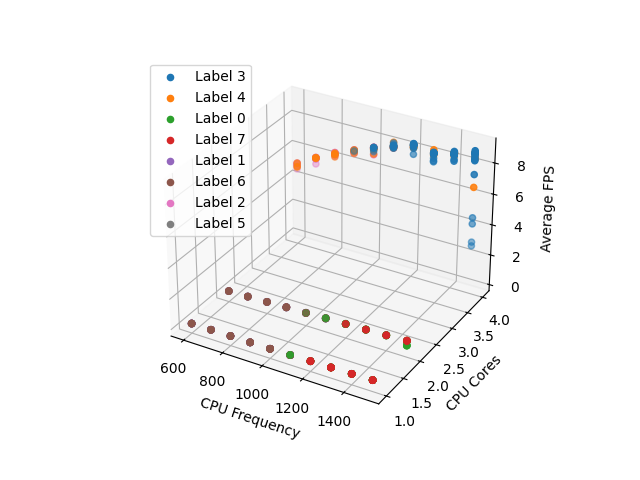 Label 3
Label 4
Label 0
Label 7
Label 1
Label 6
Label 2
Label 5
8
6
4
2
0
Average FPS
4.0
3.5
3.0
2.5
2.0
1.5
1.0
CPU Cores
600
800
1000
1200
1400
CPU Frequency